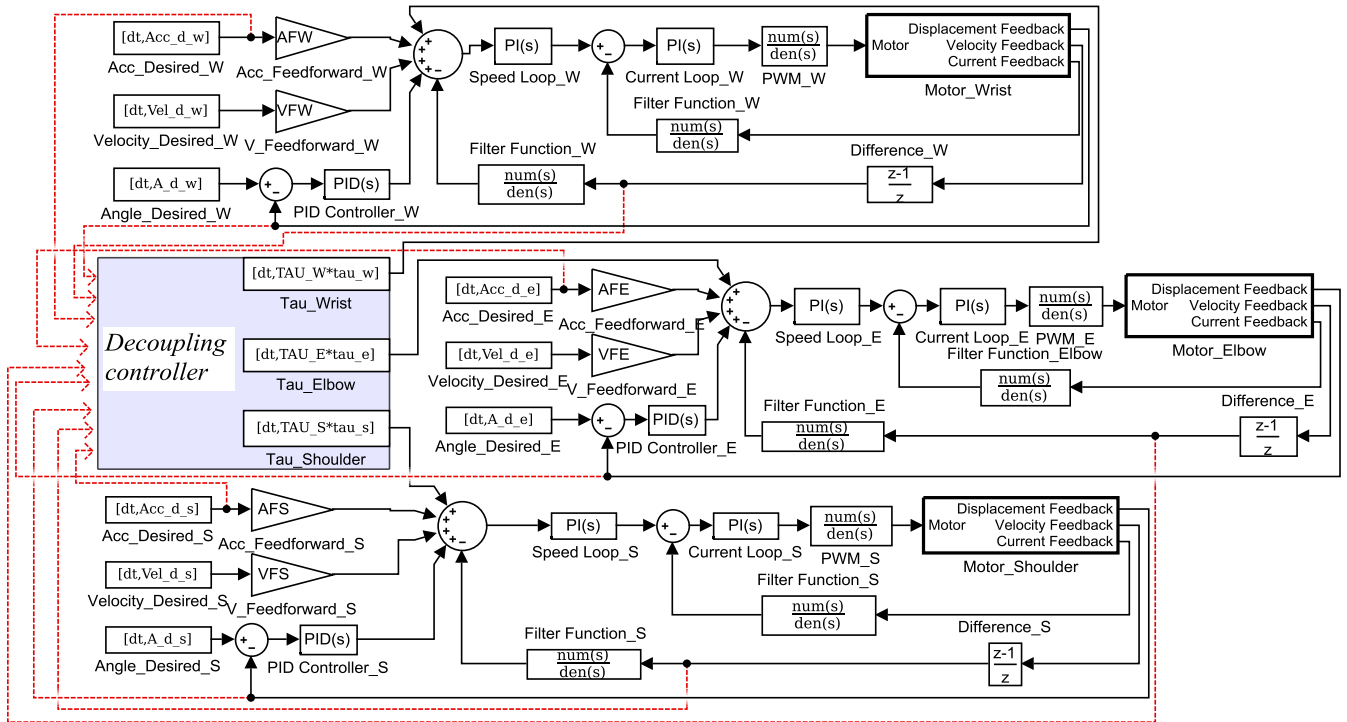 [dt,Acc_d_w]
Acc_Desired_W
AFW
Acc_Feedforward_W
+
+
+
+
−
PI(s)
Speed Loop_W
+
−
PI(s)
Current Loop_W
num(s)
den(s)
PWM_W
Displacement Feedback
Motor
Velocity Feedback
Current Feedback
Motor_Wrist
[dt,Vel_d_w]
Velocity_Desired_W
VFW
V_Feedforward_W
Filter Function_W
num(s)
den(s)
Filter Function_W
num(s)
den(s)
Difference_W
z-1
z
[dt,A_d_w]
Angle_Desired_W
+
−
PID(s)
PID Controller_W
Decoupling
controller
[dt,TAU_W*tau_w]
Tau_Wrist
[dt,TAU_E*tau_e]
Tau_Elbow
[dt,TAU_S*tau_s]
Tau_Shoulder
[dt,Acc_d_e]
Acc_Desired_E
AFE
Acc_Feedforward_E
+
+
+
+
−
PI(s)
Speed Loop_E
+
−
PI(s)
Current Loop_E
num(s)
den(s)
PWM_E
Displacement Feedback
Motor
Velocity Feedback
Current Feedback
Motor_Elbow
[dt,Vel_d_e]
Velocity_Desired_E
VFE
V_Feedforward_E
Filter Function_Elbow
num(s)
den(s)
Filter Function_E
num(s)
den(s)
Difference_E
z-1
z
[dt,A_d_e]
Angle_Desired_E
+
−
PID(s)
PID Controller_E
[dt,Acc_d_s]
Acc_Desired_S
AFS
Acc_Feedforward_S
+
+
+
+
−
PI(s)
Speed Loop_S
+
−
PI(s)
Current Loop_S
num(s)
den(s)
PWM_S
Displacement Feedback
Motor
Velocity Feedback
Current Feedback
Motor_Shoulder
[dt,Vel_d_s]
Velocity_Desired_S
VFS
V_Feedforward_S
Filter Function_S
num(s)
den(s)
Filter Function_S
num(s)
den(s)
Difference_S
z-1
z
[dt,A_d_s]
Angle_Desired_S
+
−
PID(s)
PID Controller_S